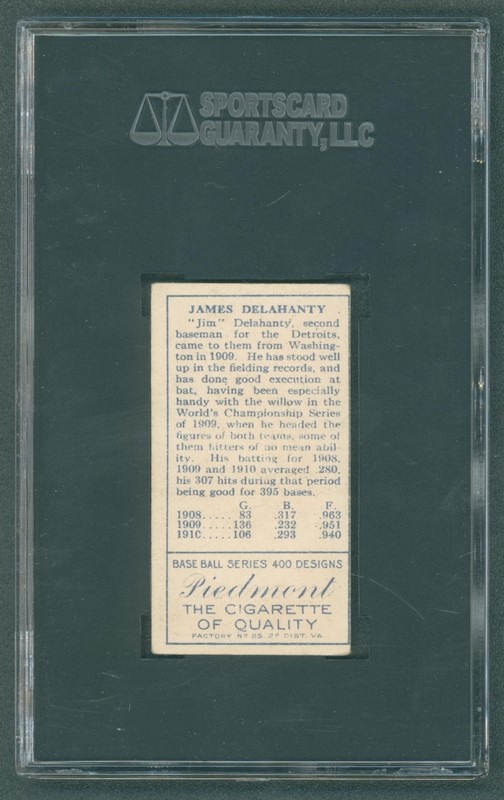 SPORTSCARD
GUARANTY, LLC
JAMES DELAHANTY
"Jim" Delahanty, second
baseman for the Detroits,
came to them from Washing-
ton in 1909. He has stood well
up in the fielding records, and
has done good execution at
bat, having been especially
handy with the willow in the
World's Championship Series
of 1909, when he headed the
figures of both teams, some of
them hitters of no mean abil-
ity. His batting for 1908,
1909 and 1910 averaged .280,
his 307 hits during that period
being good for 395 bases.
G. B. F.
1908..... 83 .317 .963
1909.....136 .232 .951
1910.....106 .293 .940
BASE BALL SERIES 400 DESIGNS
Piedmont
THE CIGARETTE
OF QUALITY
FACTORY Nº 25, 2ᴰ DIST. VA.